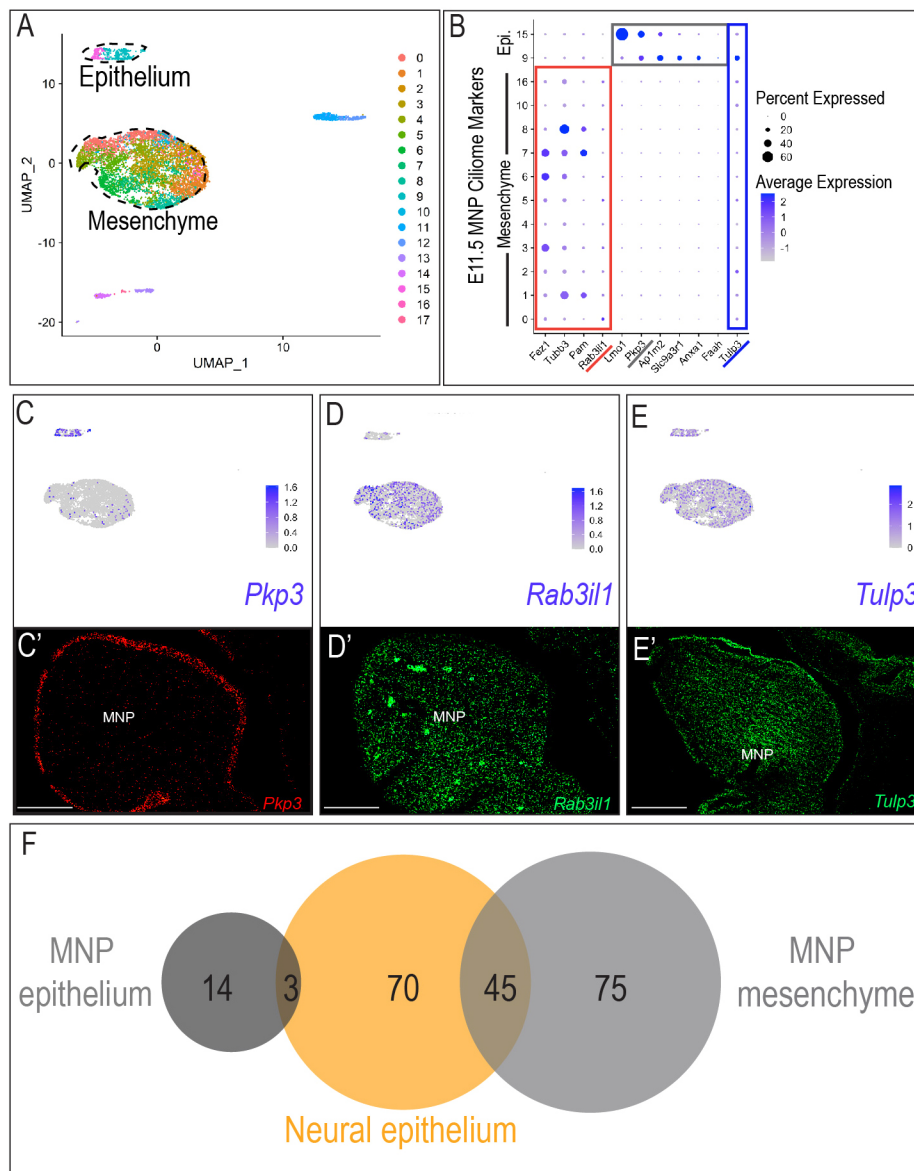 A
Epithelium
Mesenchyme
UMAP_2
10
0
-10
-20
0
10
UMAP_1
0
1
2
3
4
5
6
7
8
9
10
11
12
13
14
15
16
17
B
E11.5 MNP Ciliome Markers
Epi.
Mesenchyme
15
9
16
10
8
7
6
5
3
2
1
0
Fez1
Tubb3
Pam
Rab3il1
Lmo1
Pkp3
Ap1m2
Slc9a3r1
Anxa1
Faah
Tulp3
Percent Expressed
0
20
40
60
Average Expression
2
1
0
-1
C
1.6
1.2
0.8
0.4
0.0
Pkp3
D
1.6
1.2
0.8
0.4
0.0
Rab3il1
E
2
1
0
Tulp3
C'
MNP
Pkp3
D'
MNP
Rab3il1
E'
MNP
Tulp3
F
MNP
epithelium
14
3
70
45
75
MNP
mesenchyme
Neural epithelium